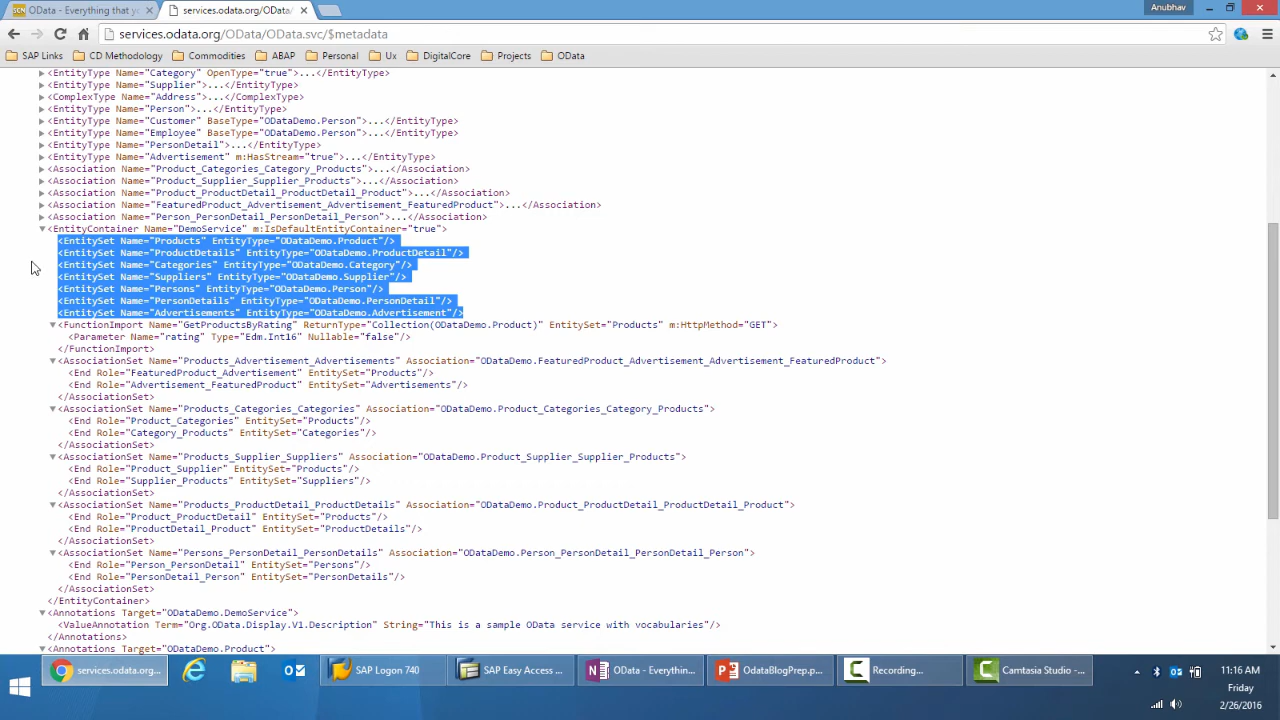 OData - Everything that y
services.odata.org/OData/
Anubhav
services.odata.org/OData/OData.svc/$metadata
SAP Links
CD Methodology
Commodities
ABAP
Personal
Ux
DigitalCore
Projects
OData
<EntityType Name="Category" OpenType="true">...</EntityType>
<EntityType Name="Supplier">...</EntityType>
<ComplexType Name="Address">...</ComplexType>
<EntityType Name="Person">...</EntityType>
<EntityType Name="Customer" BaseType="ODataDemo.Person">...</EntityType>
<EntityType Name="Employee" BaseType="ODataDemo.Person">...</EntityType>
<EntityType Name="PersonDetail">...</EntityType>
<EntityType Name="Advertisement" m:HasStream="true">...</EntityType>
<Association Name="Product_Categories_Category_Products">...</Association>
<Association Name="Product_Supplier_Supplier_Products">...</Association>
<Association Name="Product_ProductDetail_ProductDetail_Product">...</Association>
<Association Name="FeaturedProduct_Advertisement_Advertisement_FeaturedProduct">...</Association>
<Association Name="Person_PersonDetail_PersonDetail_Person">...</Association>
<EntityContainer Name="DemoService" m:IsDefaultEntityContainer="true">
<EntitySet Name="Products" EntityType="ODataDemo.Product"/>
<EntitySet Name="ProductDetails" EntityType="ODataDemo.ProductDetail"/>
<EntitySet Name="Categories" EntityType="ODataDemo.Category"/>
<EntitySet Name="Suppliers" EntityType="ODataDemo.Supplier"/>
<EntitySet Name="Persons" EntityType="ODataDemo.Person"/>
<EntitySet Name="PersonDetails" EntityType="ODataDemo.PersonDetail"/>
<EntitySet Name="Advertisements" EntityType="ODataDemo.Advertisement"/>
<FunctionImport Name="GetProductsByRating" ReturnType="Collection(ODataDemo.Product)" EntitySet="Products" m:HttpMethod="GET">
<Parameter Name="rating" Type="Edm.Int16" Nullable="false"/>
</FunctionImport>
<AssociationSet Name="Products_Advertisement_Advertisements" Association="ODataDemo.FeaturedProduct_Advertisement_Advertisement_FeaturedProduct">
<End Role="FeaturedProduct_Advertisement" EntitySet="Products"/>
<End Role="Advertisement_FeaturedProduct" EntitySet="Advertisements"/>
</AssociationSet>
<AssociationSet Name="Products_Categories_Categories" Association="ODataDemo.Product_Categories_Category_Products">
<End Role="Product_Categories" EntitySet="Products"/>
<End Role="Category_Products" EntitySet="Categories"/>
</AssociationSet>
<AssociationSet Name="Products_Supplier_Suppliers" Association="ODataDemo.Product_Supplier_Supplier_Products">
<End Role="Product_Supplier" EntitySet="Products"/>
<End Role="Supplier_Products" EntitySet="Suppliers"/>
</AssociationSet>
<AssociationSet Name="Products_ProductDetail_ProductDetails" Association="ODataDemo.Product_ProductDetail_ProductDetail_Product">
<End Role="Product_ProductDetail" EntitySet="Products"/>
<End Role="ProductDetail_Product" EntitySet="ProductDetails"/>
</AssociationSet>
<AssociationSet Name="Persons_PersonDetail_PersonDetails" Association="ODataDemo.Person_PersonDetail_PersonDetail_Person">
<End Role="Person_PersonDetail" EntitySet="Persons"/>
<End Role="PersonDetail_Person" EntitySet="PersonDetails"/>
</AssociationSet>
</EntityContainer>
<Annotations Target="ODataDemo.DemoService">
<ValueAnnotation Term="Org.OData.Display.V1.Description" String="This is a sample OData service with vocabularies"/>
</Annotations>
<Annotations Target="ODataDemo.Product">
services.odata.org...
SAP Logon 740
SAP Easy Access ...
OData - Everythin...
OdataBlogPrep.p...
Recording...
Camtasia Studio -...
11:16 AM
Friday
2/26/2016